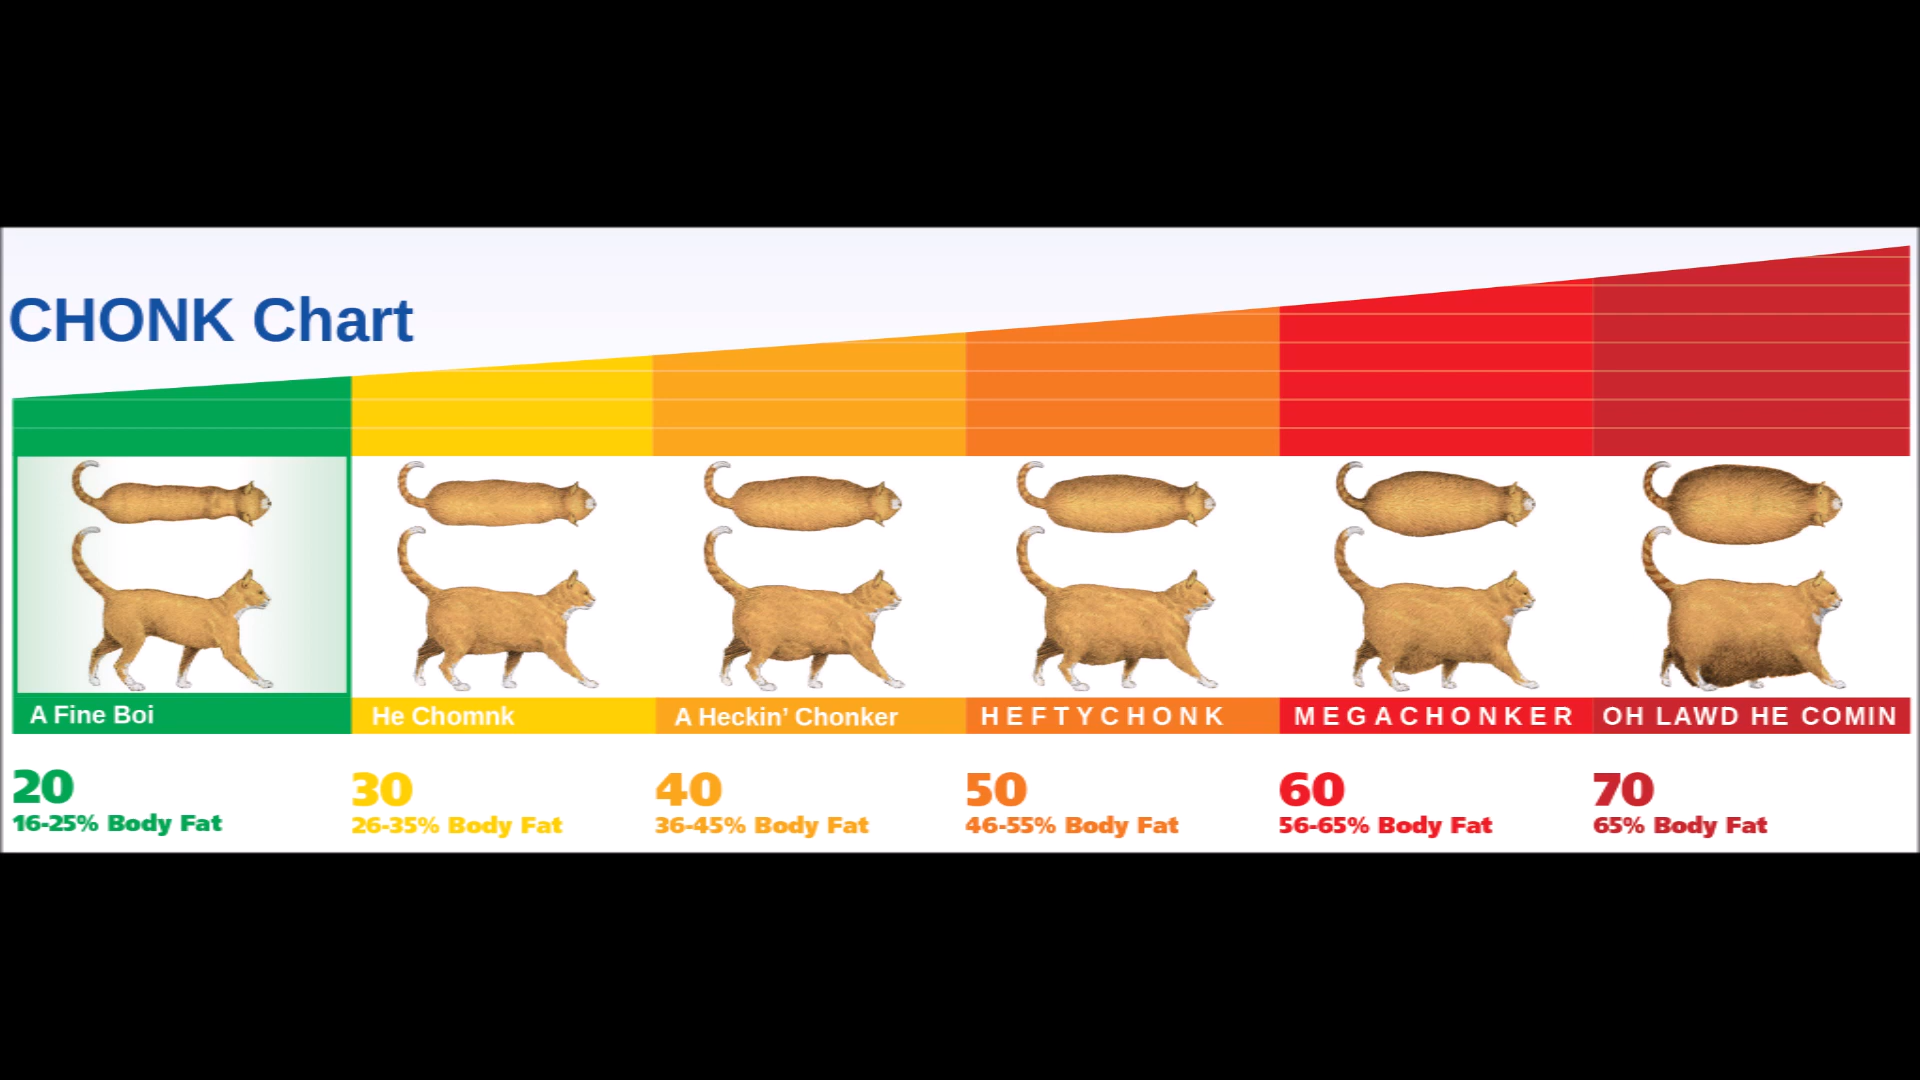 CHONK Chart
A Fine Boi
He Chomnk
A Heckin’ Chonker
HEFTYCHONK
MEGACHONKER
OH LAWD HE COMIN
20
16-25% Body Fat
30
26-35% Body Fat
40
36-45% Body Fat
50
46-55% Body Fat
60
56-65% Body Fat
70
65% Body Fat